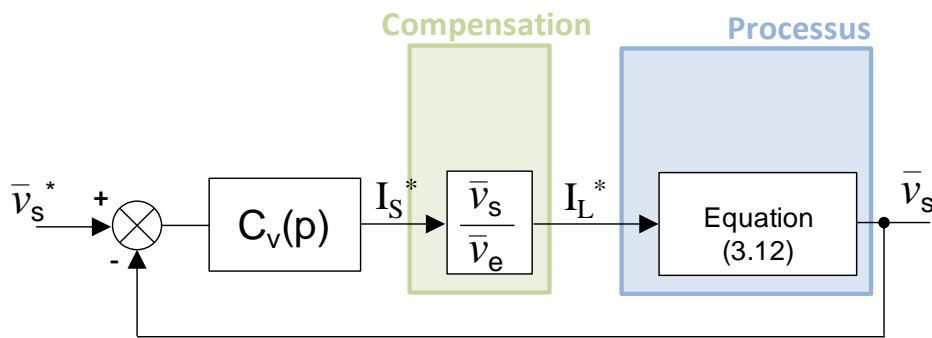 Compensation
Processus
v̅s*
+
-
Cv(p)
IS*
v̅s
v̅e
IL*
Equation
(3.12)
v̅s